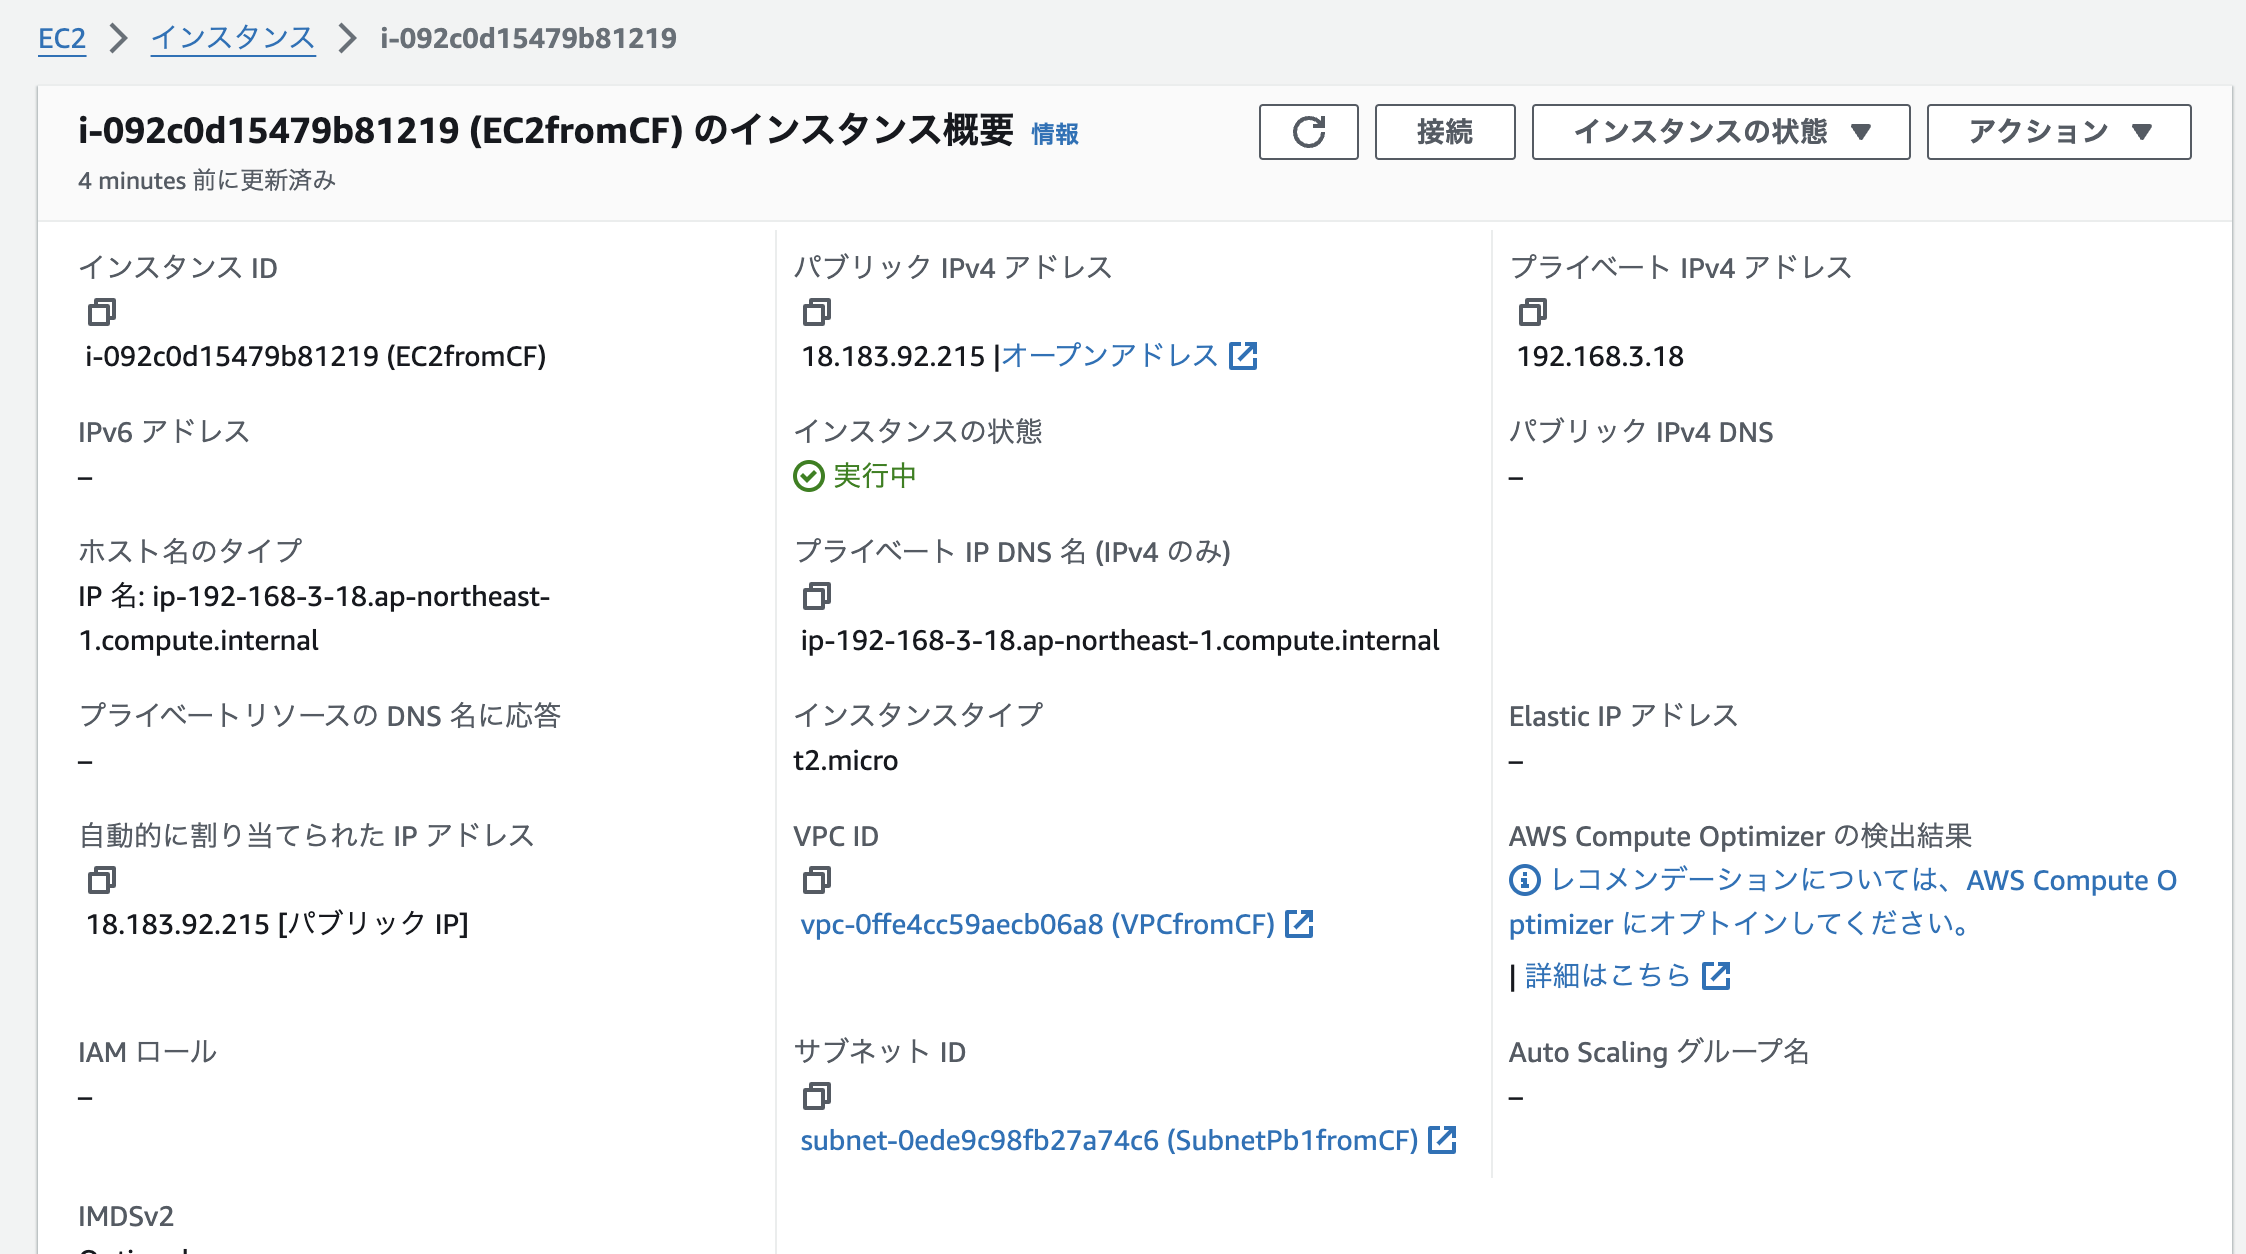 EC2 > インスタンス > i-092c0d15479b81219
i-092c0d15479b81219 (EC2fromCF) のインスタンス概要 情報
4 minutes 前に更新済み
接続
インスタンスの状態 ▼
アクション ▼
インスタンス ID
i-092c0d15479b81219 (EC2fromCF)
パブリック IPv4 アドレス
18.183.92.215 |オープンアドレス
プライベート IPv4 アドレス
192.168.3.18
IPv6 アドレス
–
インスタンスの状態
実行中
パブリック IPv4 DNS
–
ホスト名のタイプ
IP 名: ip-192-168-3-18.ap-northeast-
1.compute.internal
プライベート IP DNS 名 (IPv4 のみ)
ip-192-168-3-18.ap-northeast-1.compute.internal
プライベートリソースの DNS 名に応答
–
インスタンスタイプ
t2.micro
Elastic IP アドレス
–
自動的に割り当てられた IP アドレス
18.183.92.215 [パブリック IP]
VPC ID
vpc-0ffe4cc59aecb06a8 (VPCfromCF)
AWS Compute Optimizer の検出結果
レコメンデーションについては、AWS Compute O
ptimizer にオプトインしてください。
| 詳細はこちら
IAM ロール
–
サブネット ID
subnet-0ede9c98fb27a74c6 (SubnetPb1fromCF)
Auto Scaling グループ名
–
IMDSv2